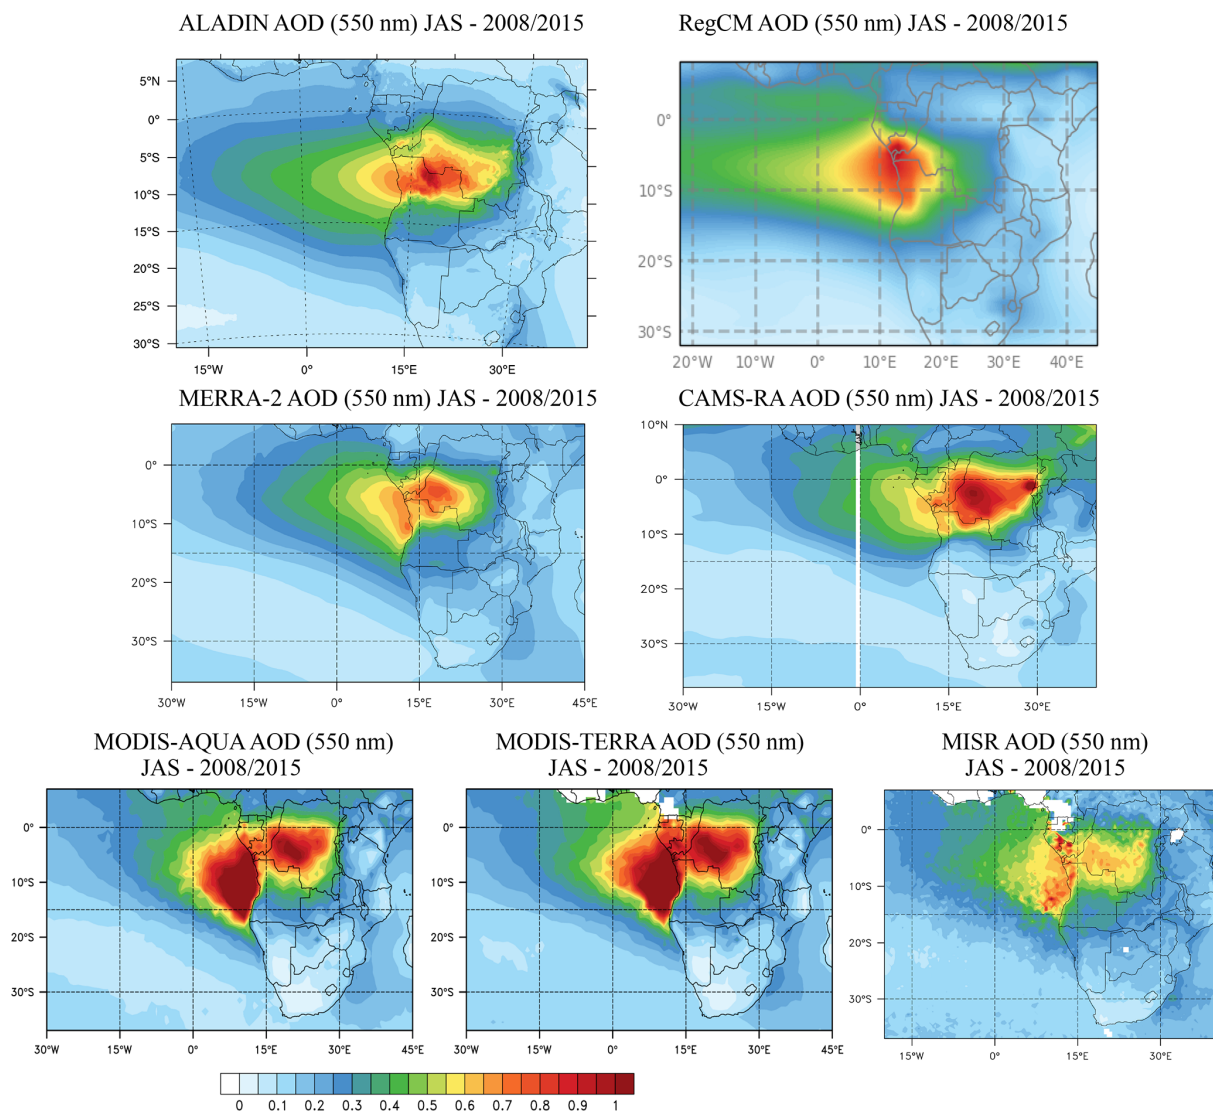 ALADIN AOD (550 nm) JAS - 2008/2015
RegCM AOD (550 nm) JAS - 2008/2015
5°N
0°
5°S
10°S
15°S
20°S
25°S
30°S
15°W 0° 15°E 30°E
0°
10°S
20°S
30°S
20°W 10°W 0° 10°E 20°E 30°E 40°E
MERRA-2 AOD (550 nm) JAS - 2008/2015
CAMS-RA AOD (550 nm) JAS - 2008/2015
0°
10°S
20°S
30°S
30°W 15°W 0° 15°E 30°E 45°E
10°N
0°
10°S
20°S
30°S
30°W 15°W 0° 15°E 30°E
MODIS-AQUA AOD (550 nm)
JAS - 2008/2015
MODIS-TERRA AOD (550 nm)
JAS - 2008/2015
MISR AOD (550 nm)
JAS - 2008/2015
0°
10°S
20°S
30°S
30°W 15°W 0° 15°E 30°E 45°E
0°
10°S
20°S
30°S
30°W 15°W 0° 15°E 30°E 45°E
0°
10°S
20°S
30°S
15°W 0° 15°E 30°E
0 0.1 0.2 0.3 0.4 0.5 0.6 0.7 0.8 0.9 1